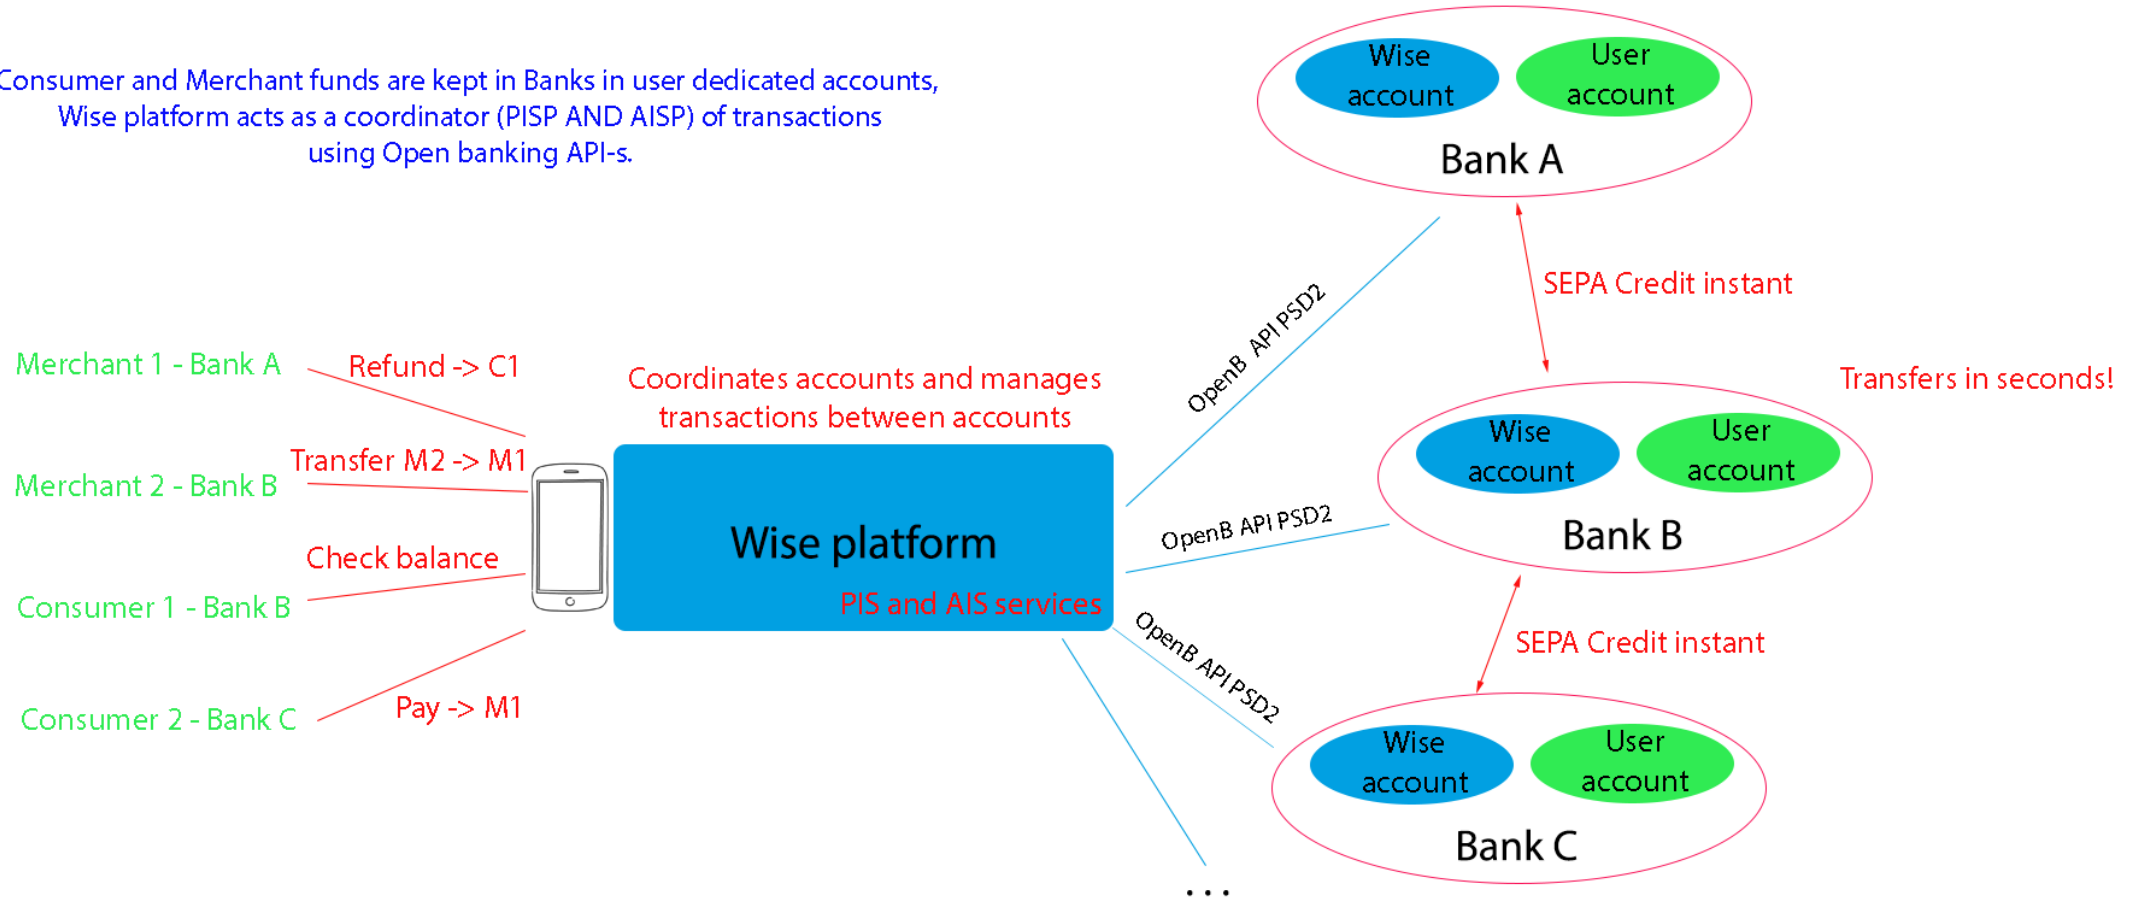 Consumer and Merchant funds are kept in Banks in user dedicated accounts,
Wise platform acts as a coordinator (PISP AND AISP) of transactions
using Open banking API-s.
Wise
account
User
account
Bank A
OpenB API PSD2
SEPA Credit instant
Merchant 1 - Bank A
Refund -> C1
Coordinates accounts and manages
transactions between accounts
Transfers in seconds!
Merchant 2 - Bank B
Transfer M2 -> M1
Wise
account
User
account
Bank B
Wise platform
PIS and AIS services
OpenB API PSD2
Check balance
Consumer 1 - Bank B
OpenB API PSD2
SEPA Credit instant
Consumer 2 - Bank C
Pay -> M1
Wise
account
User
account
Bank C
...